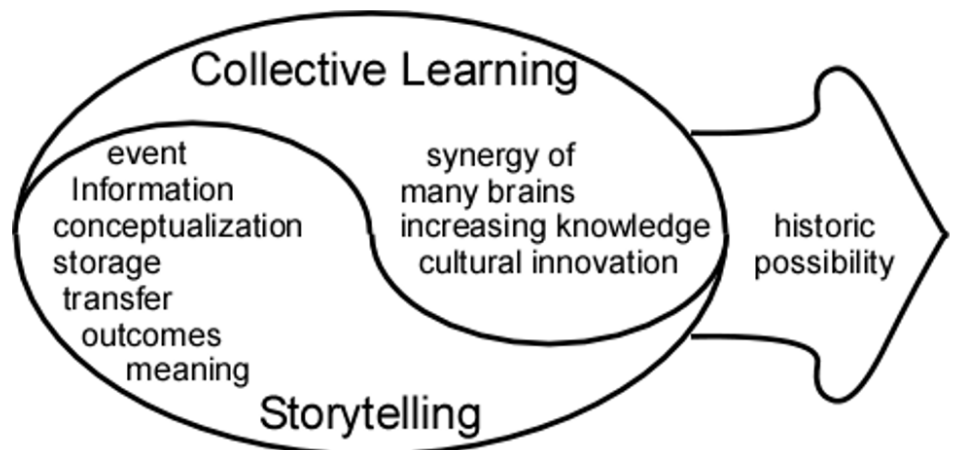 Collective Learning
event
Information
conceptualization
storage
transfer
outcomes
meaning
synergy of
many brains
increasing knowledge
cultural innovation
Storytelling
historic
possibility